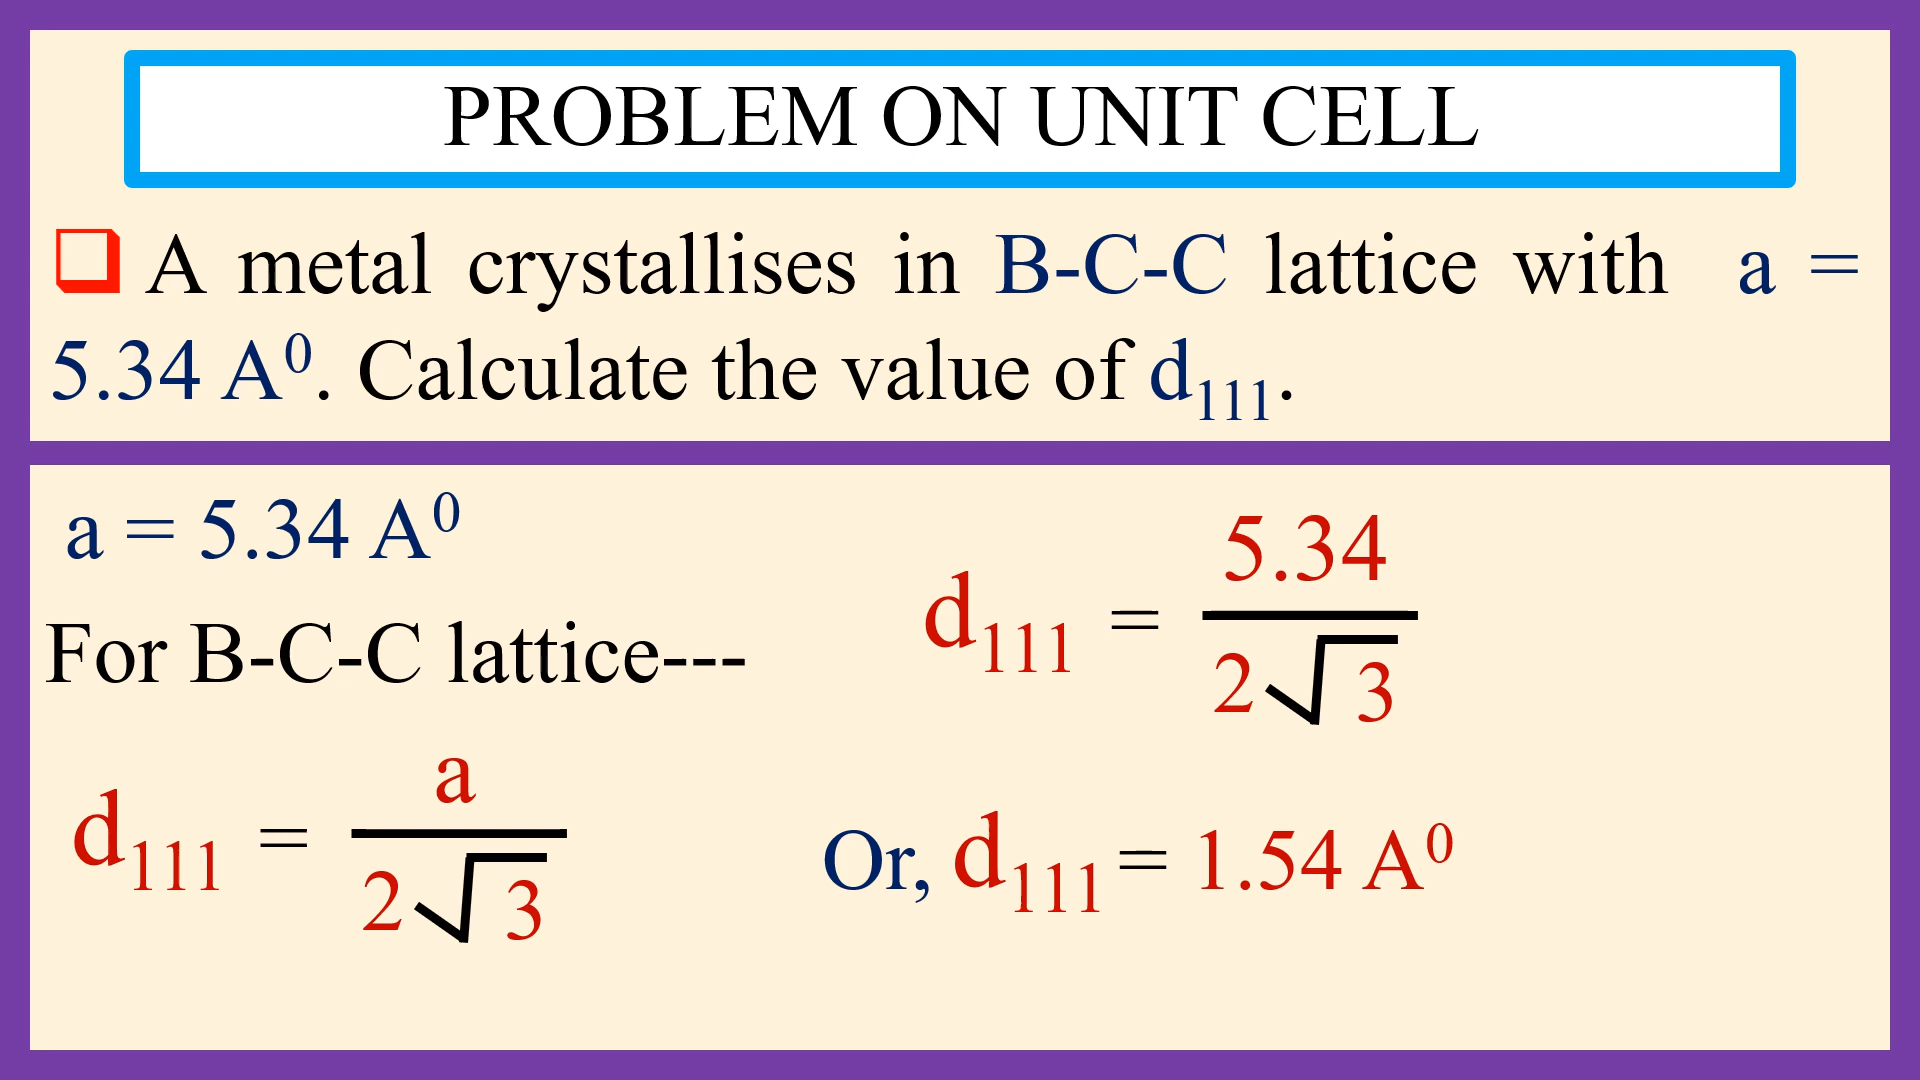 PROBLEM ON UNIT CELL
❑ A metal crystallises in B-C-C lattice with a =
5.34 A⁰. Calculate the value of d₁₁₁.
a = 5.34 A⁰
For B-C-C lattice---
d₁₁₁ = a / 2√3
d₁₁₁ = 5.34 / 2√3
Or, d₁₁₁ = 1.54 A⁰